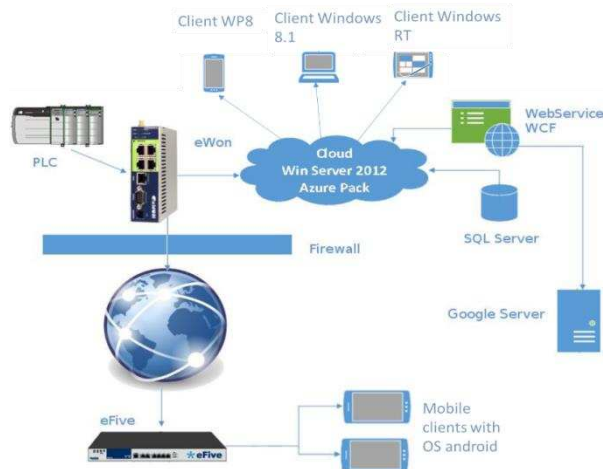 Client WP8
Client Windows
8.1
Client Windows
RT
PLC
eWon
Cloud
Win Server 2012
Azure Pack
WebService
WCF
SQL Server
Firewall
Google Server
eFive
eFive
Mobile
clients with
OS android